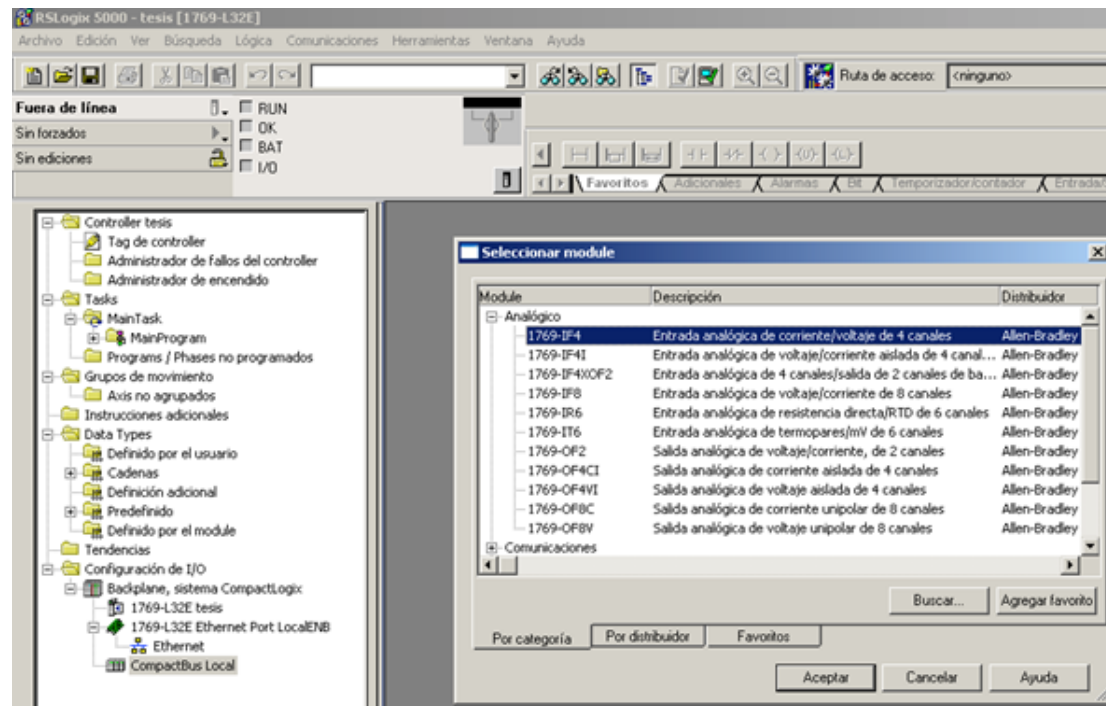 RSLogix 5000 - tesis [1769-L32E]
Archivo Edición Ver Búsqueda Lógica Comunicaciones Herramientas Ventana Ayuda
Ruta de acceso: <ninguno>
Fuera de línea
RUN
Sin forzados
OK
BAT
Sin ediciones
I/O
Favoritos Adicionales Alarmas Bit Temporizador/contador Entrada/
Controller tesis
Tag de controller
Administrador de fallos del controller
Administrador de encendido
Tasks
MainTask
MainProgram
Programs / Phases no programados
Grupos de movimiento
Axis no agrupados
Instrucciones adicionales
Data Types
Definido por el usuario
Cadenas
Definición adicional
Predefinido
Definido por el module
Tendencias
Configuración de I/O
Backplane, sistema CompactLogix
1769-L32E tesis
1769-L32E Ethernet Port LocalENB
Ethernet
CompactBus Local
Seleccionar module
Module Descripción Distribuidor
Analógico
1769-IF4 Entrada analógica de corriente/voltaje de 4 canales Allen-Bradley
1769-IF4I Entrada analógica de voltaje/corriente aislada de 4 canal... Allen-Bradley
1769-IF4XOF2 Entrada analógica de 4 canales/salida de 2 canales de ba... Allen-Bradley
1769-IF8 Entrada analógica de voltaje/corriente de 8 canales Allen-Bradley
1769-IR6 Entrada analógica de resistencia directa/RTD de 6 canales Allen-Bradley
1769-IT6 Entrada analógica de termopares/mV de 6 canales Allen-Bradley
1769-OF2 Salida analógica de voltaje/corriente, de 2 canales Allen-Bradley
1769-OF4CI Salida analógica de corriente aislada de 4 canales Allen-Bradley
1769-OF4VI Salida analógica de voltaje aislada de 4 canales Allen-Bradley
1769-OF8C Salida analógica de corriente unipolar de 8 canales Allen-Bradley
1769-OF8V Salida analógica de voltaje unipolar de 8 canales Allen-Bradley
Comunicaciones
Buscar... Agregar favorito
Por categoría Por distribuidor Favoritos
Aceptar Cancelar Ayuda